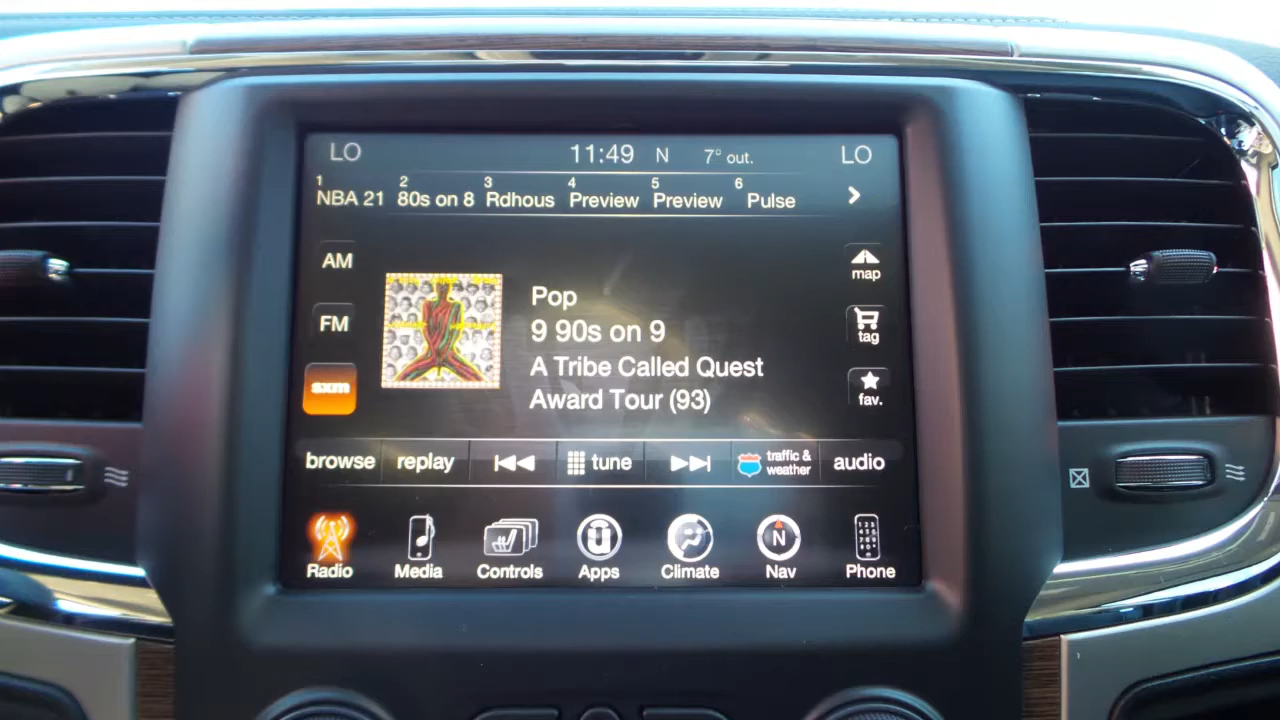 LO 11:49 N 7° out. LO
1 2 3 4 5 6
NBA 21 80s on 8 Rdhous Preview Preview Pulse
AM
FM
sxm
Pop
9 90s on 9
A Tribe Called Quest
Award Tour (93)
map
tag
fav.
browse replay tune traffic & weather audio
N
Radio Media Controls Apps Climate Nav Phone